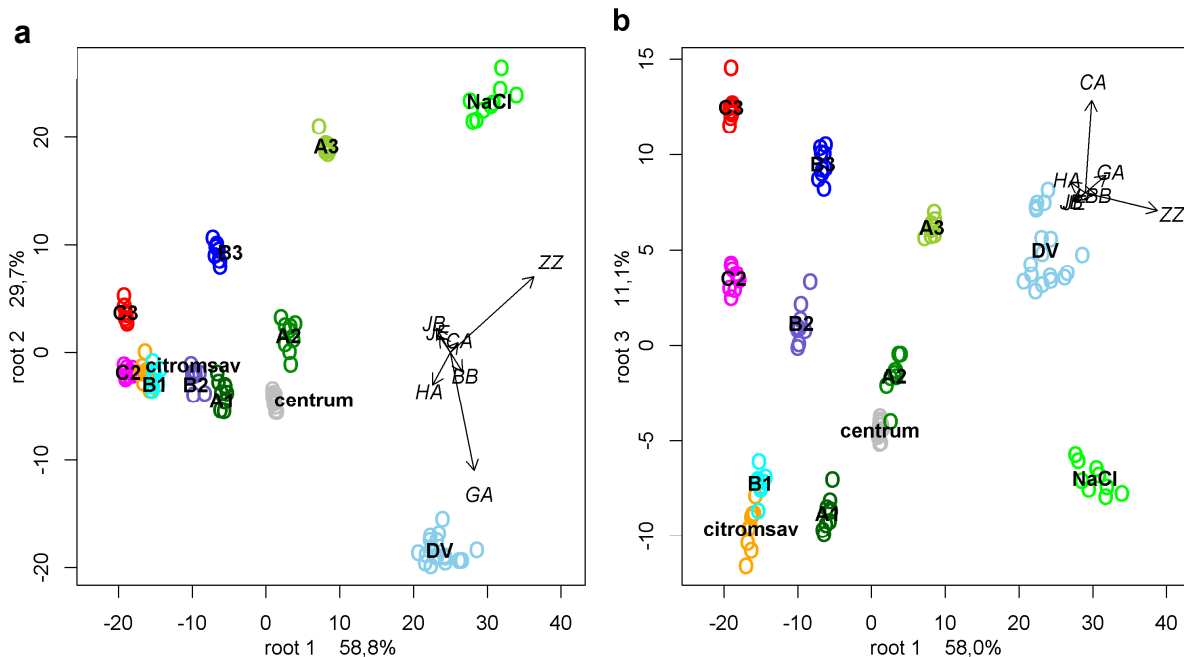 a
NaCl
A3
B3
ZZ
C3
JB
JE
CA
A2
citromsav
C2
B1
B2
BB
HA
A1
centrum
GA
DV
root 2 29,7%
20
10
0
-10
-20
-20 -10 0 10 20 30 40
root 1 58,8%
b
C3
CA
B3
HA
GA
BB
JE
ZZ
A3
DV
C2
B2
A2
centrum
B1
NaCl
A1
citromsav
root 3 11,1%
15
10
5
0
-5
-10
-20 -10 0 10 20 30 40
root 1 58,0%